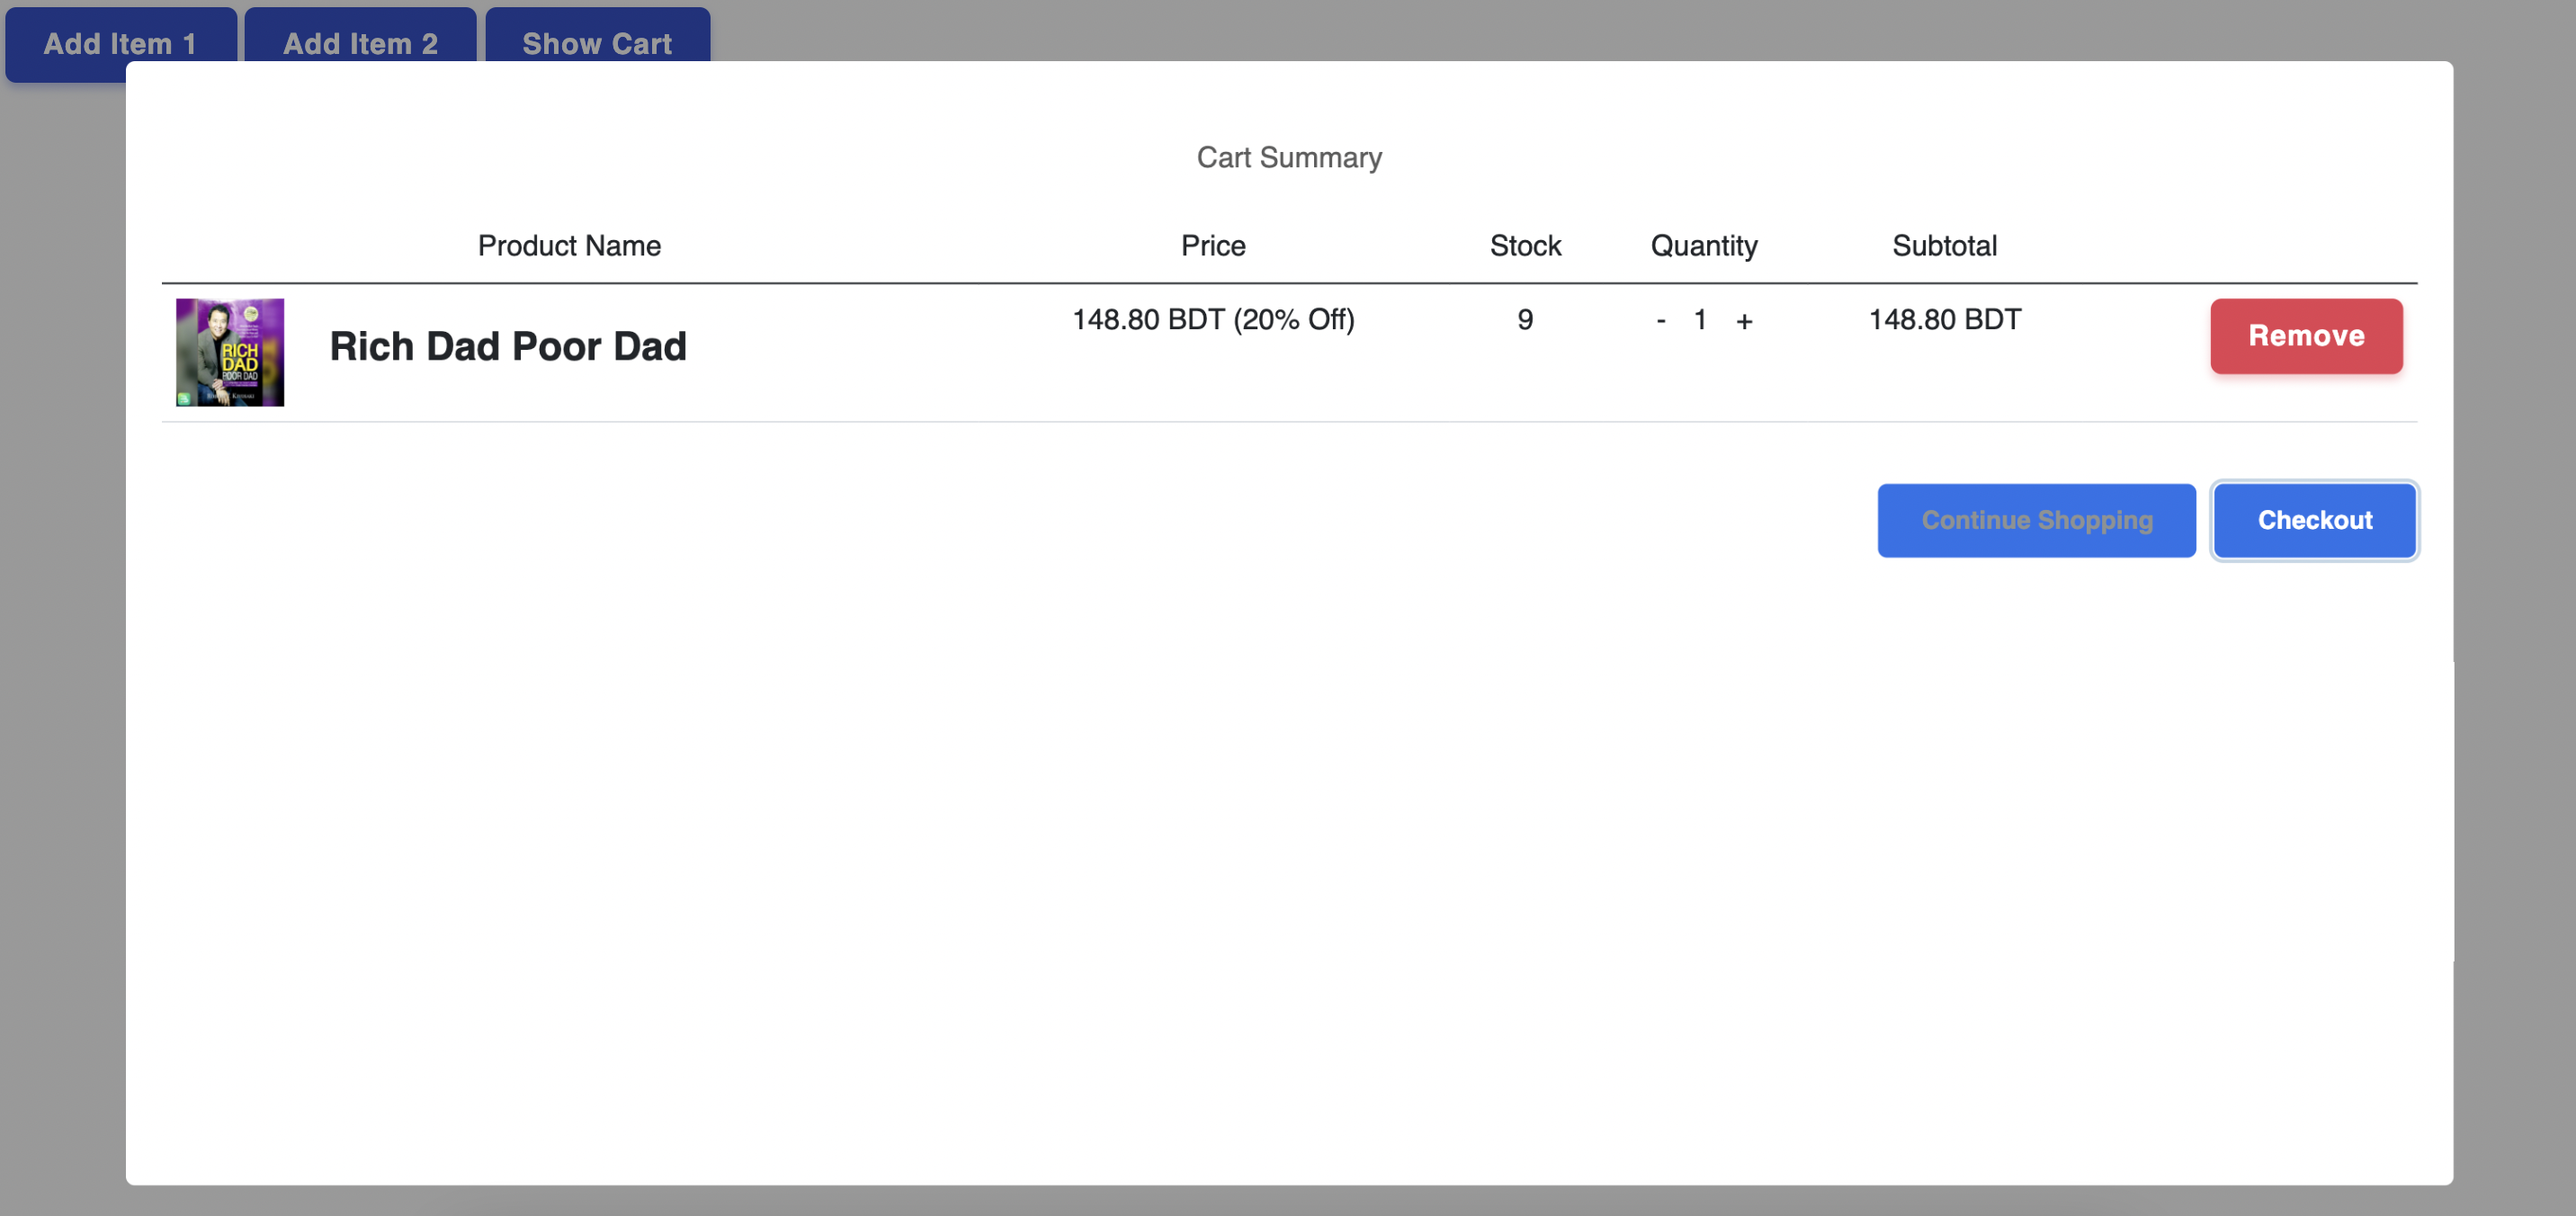 Add Item 1 Add Item 2 Show Cart
Cart Summary
Product Name Price Stock Quantity Subtotal
Rich Dad Poor Dad 148.80 BDT (20% Off) 9 - 1 + 148.80 BDT Remove
RICH
DAD
POOR DAD
Continue Shopping Checkout